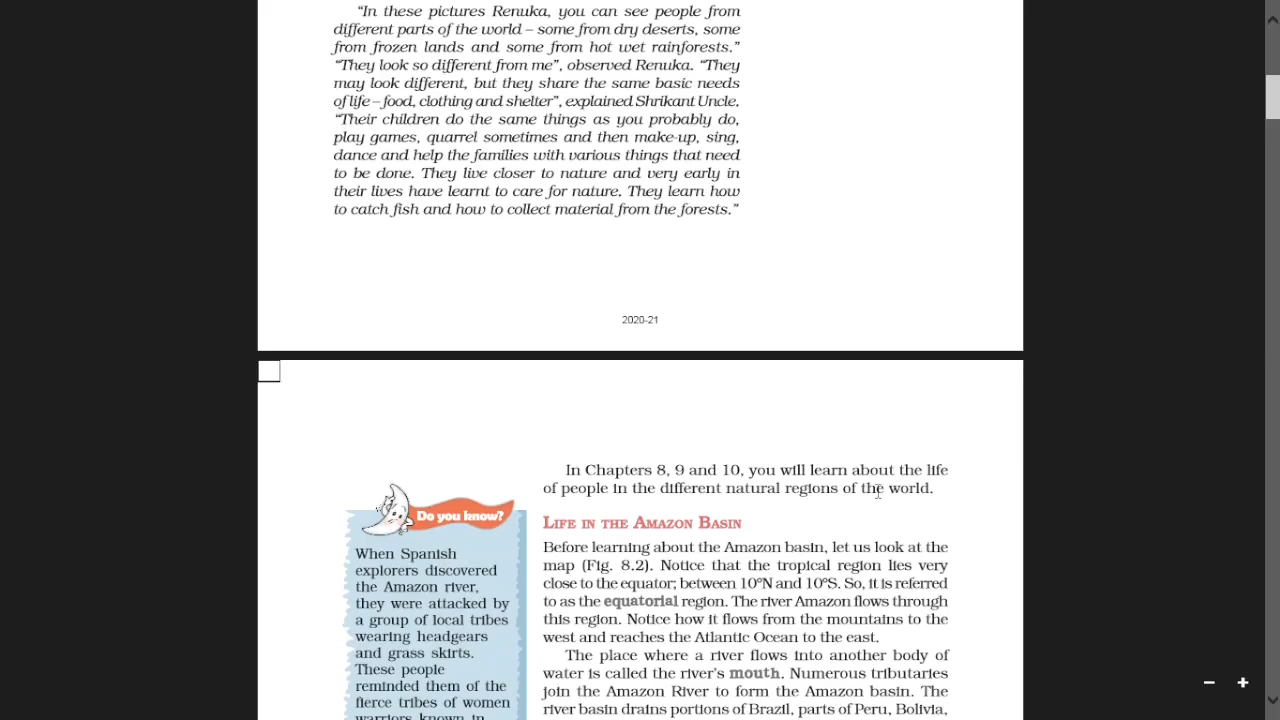 “In these pictures Renuka, you can see people from
different parts of the world – some from dry deserts, some
from frozen lands and some from hot wet rainforests.”
“They look so different from me”, observed Renuka. “They
may look different, but they share the same basic needs
of life – food, clothing and shelter”, explained Shrikant Uncle.
“Their children do the same things as you probably do,
play games, quarrel sometimes and then make-up, sing,
dance and help the families with various things that need
to be done. They live closer to nature and very early in
their lives have learnt to care for nature. They learn how
to catch fish and how to collect material from the forests.”
2020-21
In Chapters 8, 9 and 10, you will learn about the life
of people in the different natural regions of the world.
Do you know?
When Spanish
explorers discovered
the Amazon river,
they were attacked by
a group of local tribes
wearing headgears
and grass skirts.
These people
reminded them of the
fierce tribes of women
warriors known in
LIFE IN THE AMAZON BASIN
Before learning about the Amazon basin, let us look at the
map (Fig. 8.2). Notice that the tropical region lies very
close to the equator; between 10°N and 10°S. So, it is referred
to as the equatorial region. The river Amazon flows through
this region. Notice how it flows from the mountains to the
west and reaches the Atlantic Ocean to the east.
The place where a river flows into another body of
water is called the river’s mouth. Numerous tributaries
join the Amazon River to form the Amazon basin. The
river basin drains portions of Brazil, parts of Peru, Bolivia,